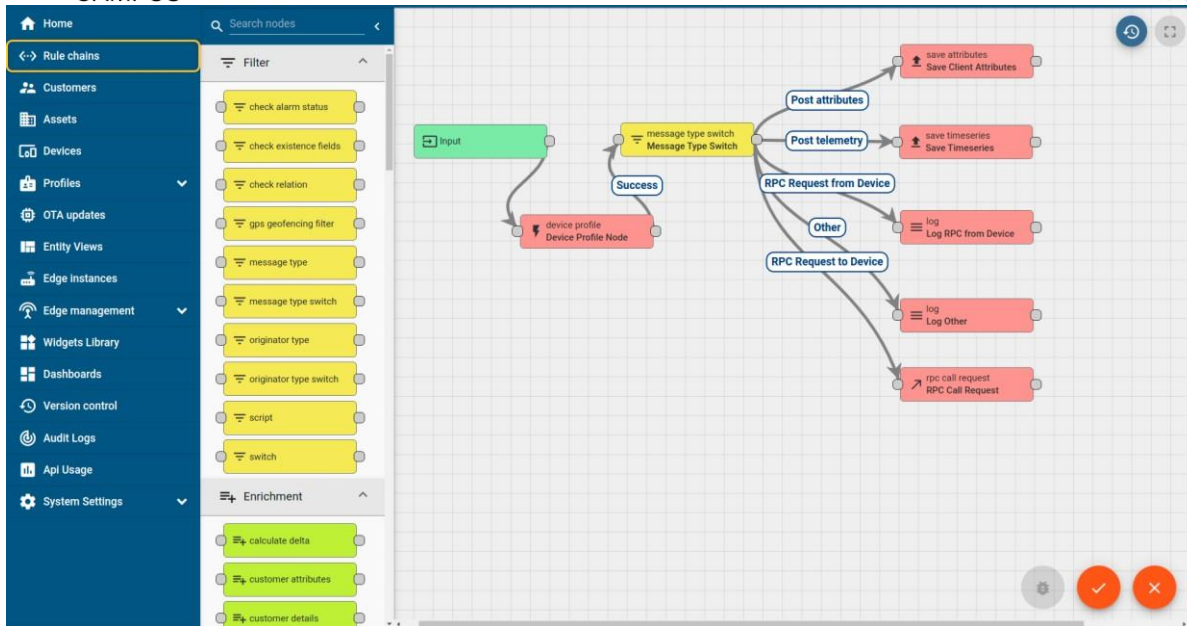 Home
Rule chains
Customers
Assets
Devices
Profiles
OTA updates
Entity Views
Edge instances
Edge management
Widgets Library
Dashboards
Version control
Audit Logs
Api Usage
System Settings
Search nodes
Filter
check alarm status
check existence fields
check relation
gps geofencing filter
message type
message type switch
originator type
originator type switch
script
switch
Enrichment
calculate delta
customer attributes
customer details
Input
device profile
Device Profile Node
Success
message type switch
Message Type Switch
Post attributes
Post telemetry
RPC Request from Device
Other
RPC Request to Device
save attributes
Save Client Attributes
save timeseries
Save Timeseries
log
Log RPC from Device
log
Log Other
rpc call request
RPC Call Request